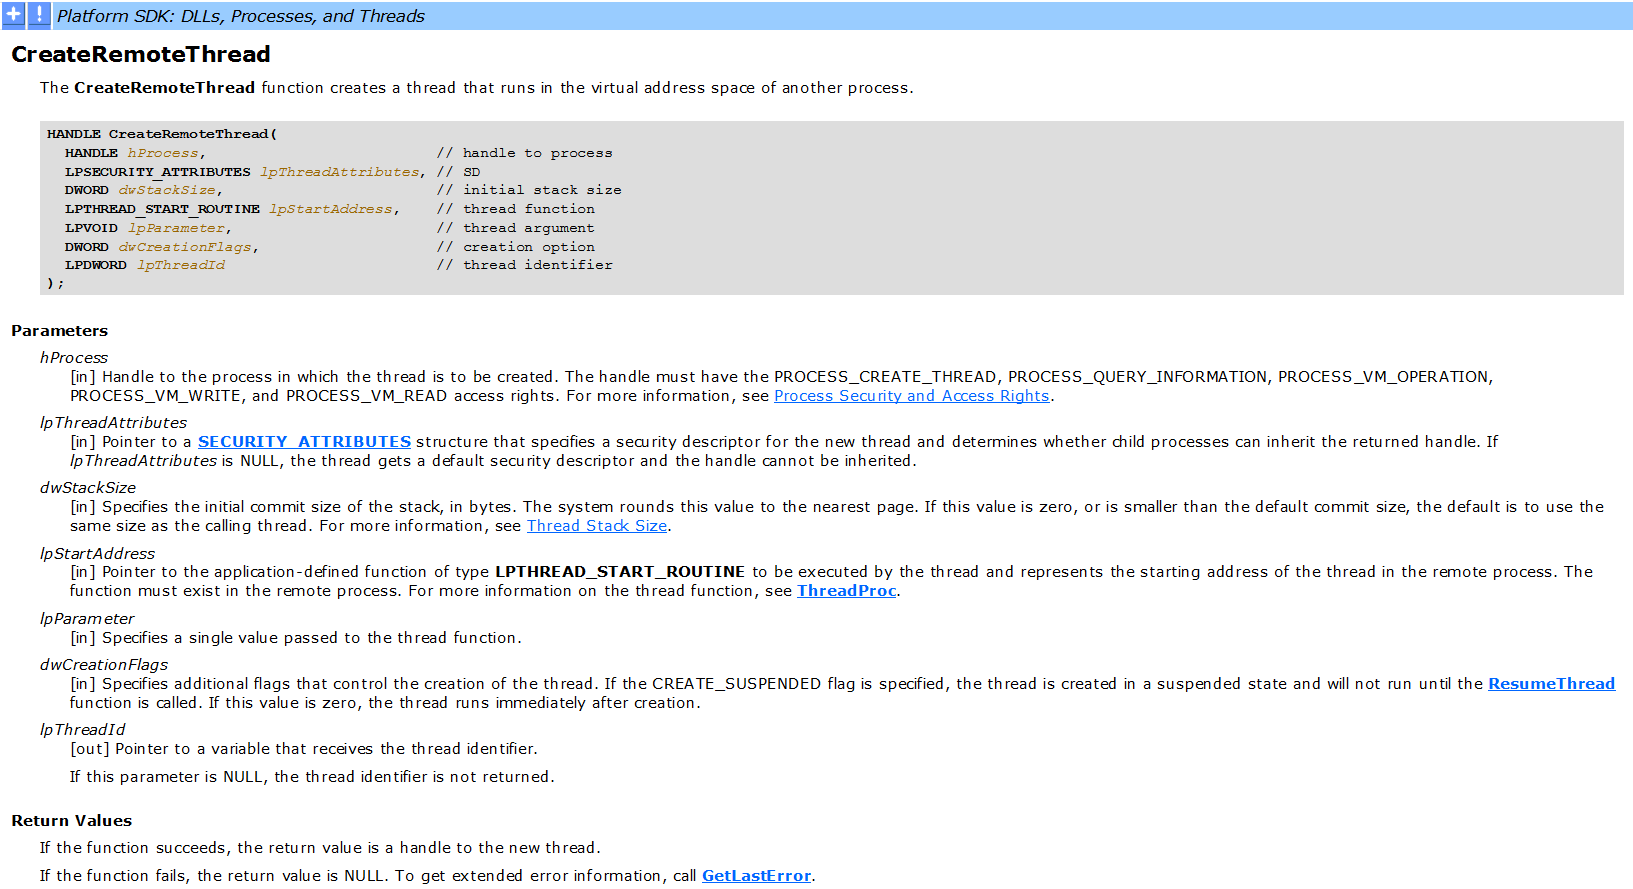 Platform SDK: DLLs, Processes, and Threads
CreateRemoteThread
The CreateRemoteThread function creates a thread that runs in the virtual address space of another process.
HANDLE CreateRemoteThread(
  HANDLE hProcess,                          // handle to process
  LPSECURITY_ATTRIBUTES lpThreadAttributes, // SD
  DWORD dwStackSize,                        // initial stack size
  LPTHREAD_START_ROUTINE lpStartAddress,    // thread function
  LPVOID lpParameter,                       // thread argument
  DWORD dwCreationFlags,                    // creation option
  LPDWORD lpThreadId                        // thread identifier
);
Parameters
hProcess
[in] Handle to the process in which the thread is to be created. The handle must have the PROCESS_CREATE_THREAD, PROCESS_QUERY_INFORMATION, PROCESS_VM_OPERATION,
PROCESS_VM_WRITE, and PROCESS_VM_READ access rights. For more information, see Process Security and Access Rights.
lpThreadAttributes
[in] Pointer to a SECURITY_ATTRIBUTES structure that specifies a security descriptor for the new thread and determines whether child processes can inherit the returned handle. If
lpThreadAttributes is NULL, the thread gets a default security descriptor and the handle cannot be inherited.
dwStackSize
[in] Specifies the initial commit size of the stack, in bytes. The system rounds this value to the nearest page. If this value is zero, or is smaller than the default commit size, the default is to use the
same size as the calling thread. For more information, see Thread Stack Size.
lpStartAddress
[in] Pointer to the application-defined function of type LPTHREAD_START_ROUTINE to be executed by the thread and represents the starting address of the thread in the remote process. The
function must exist in the remote process. For more information on the thread function, see ThreadProc.
lpParameter
[in] Specifies a single value passed to the thread function.
dwCreationFlags
[in] Specifies additional flags that control the creation of the thread. If the CREATE_SUSPENDED flag is specified, the thread is created in a suspended state and will not run until the ResumeThread
function is called. If this value is zero, the thread runs immediately after creation.
lpThreadId
[out] Pointer to a variable that receives the thread identifier.
If this parameter is NULL, the thread identifier is not returned.
Return Values
If the function succeeds, the return value is a handle to the new thread.
If the function fails, the return value is NULL. To get extended error information, call GetLastError.